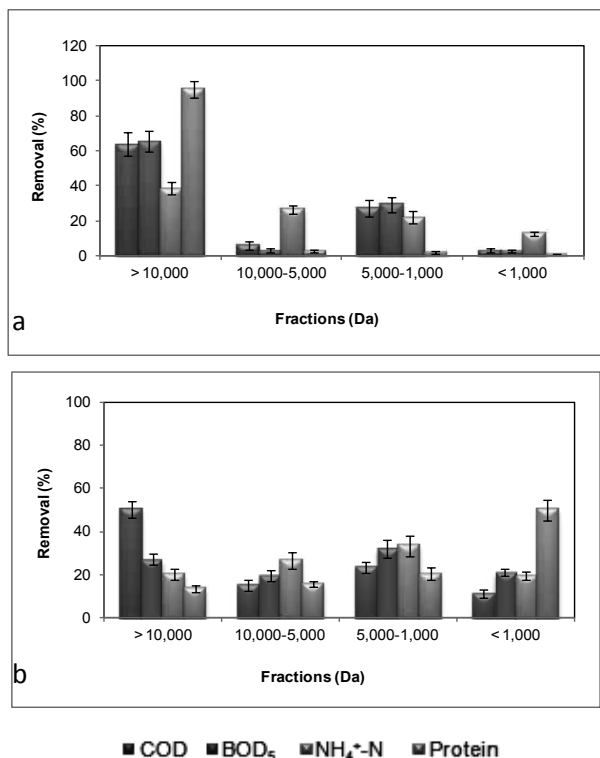 120
100
80
60
40
20
0
Removal (%)
> 10,000 10,000-5,000 5,000-1,000 < 1,000
Fractions (Da)
a
100
80
60
40
20
0
Removal (%)
> 10,000 10,000-5,000 5,000-1,000 < 1,000
Fractions (Da)
b
COD BOD₅ NH₄⁺-N Protein